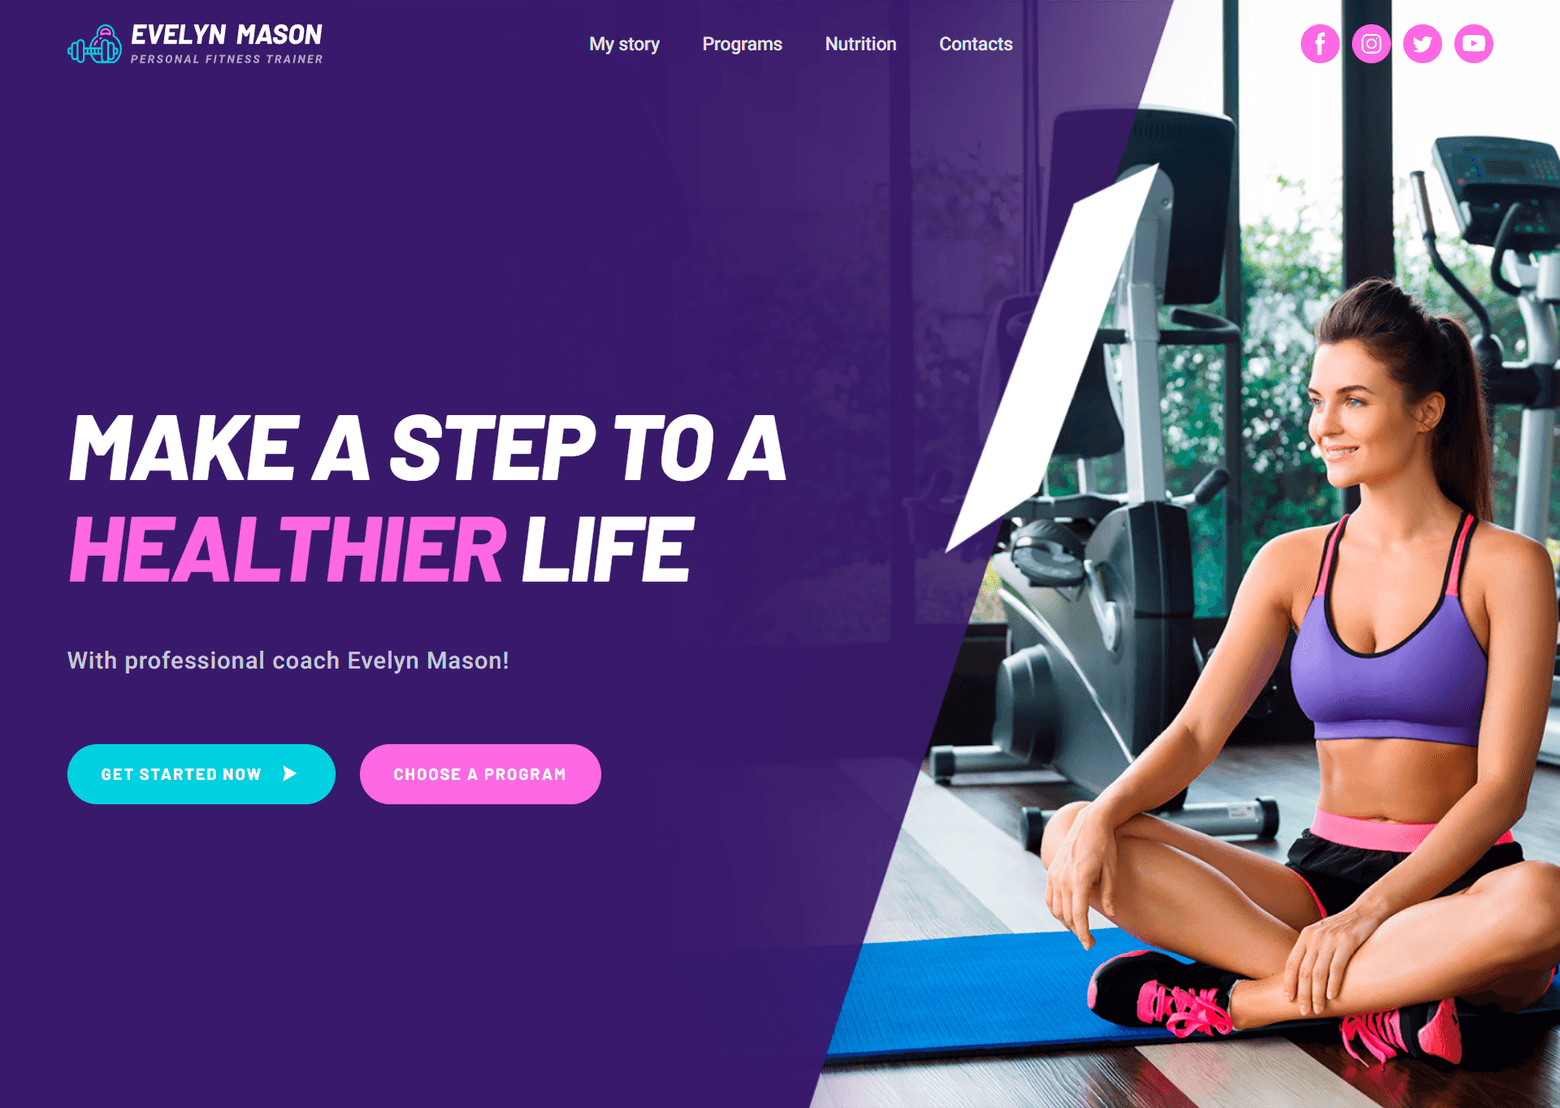 EVELYN MASON
PERSONAL FITNESS TRAINER
My story
Programs
Nutrition
Contacts
MAKE A STEP TO A
HEALTHIER LIFE
With professional coach Evelyn Mason!
GET STARTED NOW
CHOOSE A PROGRAM